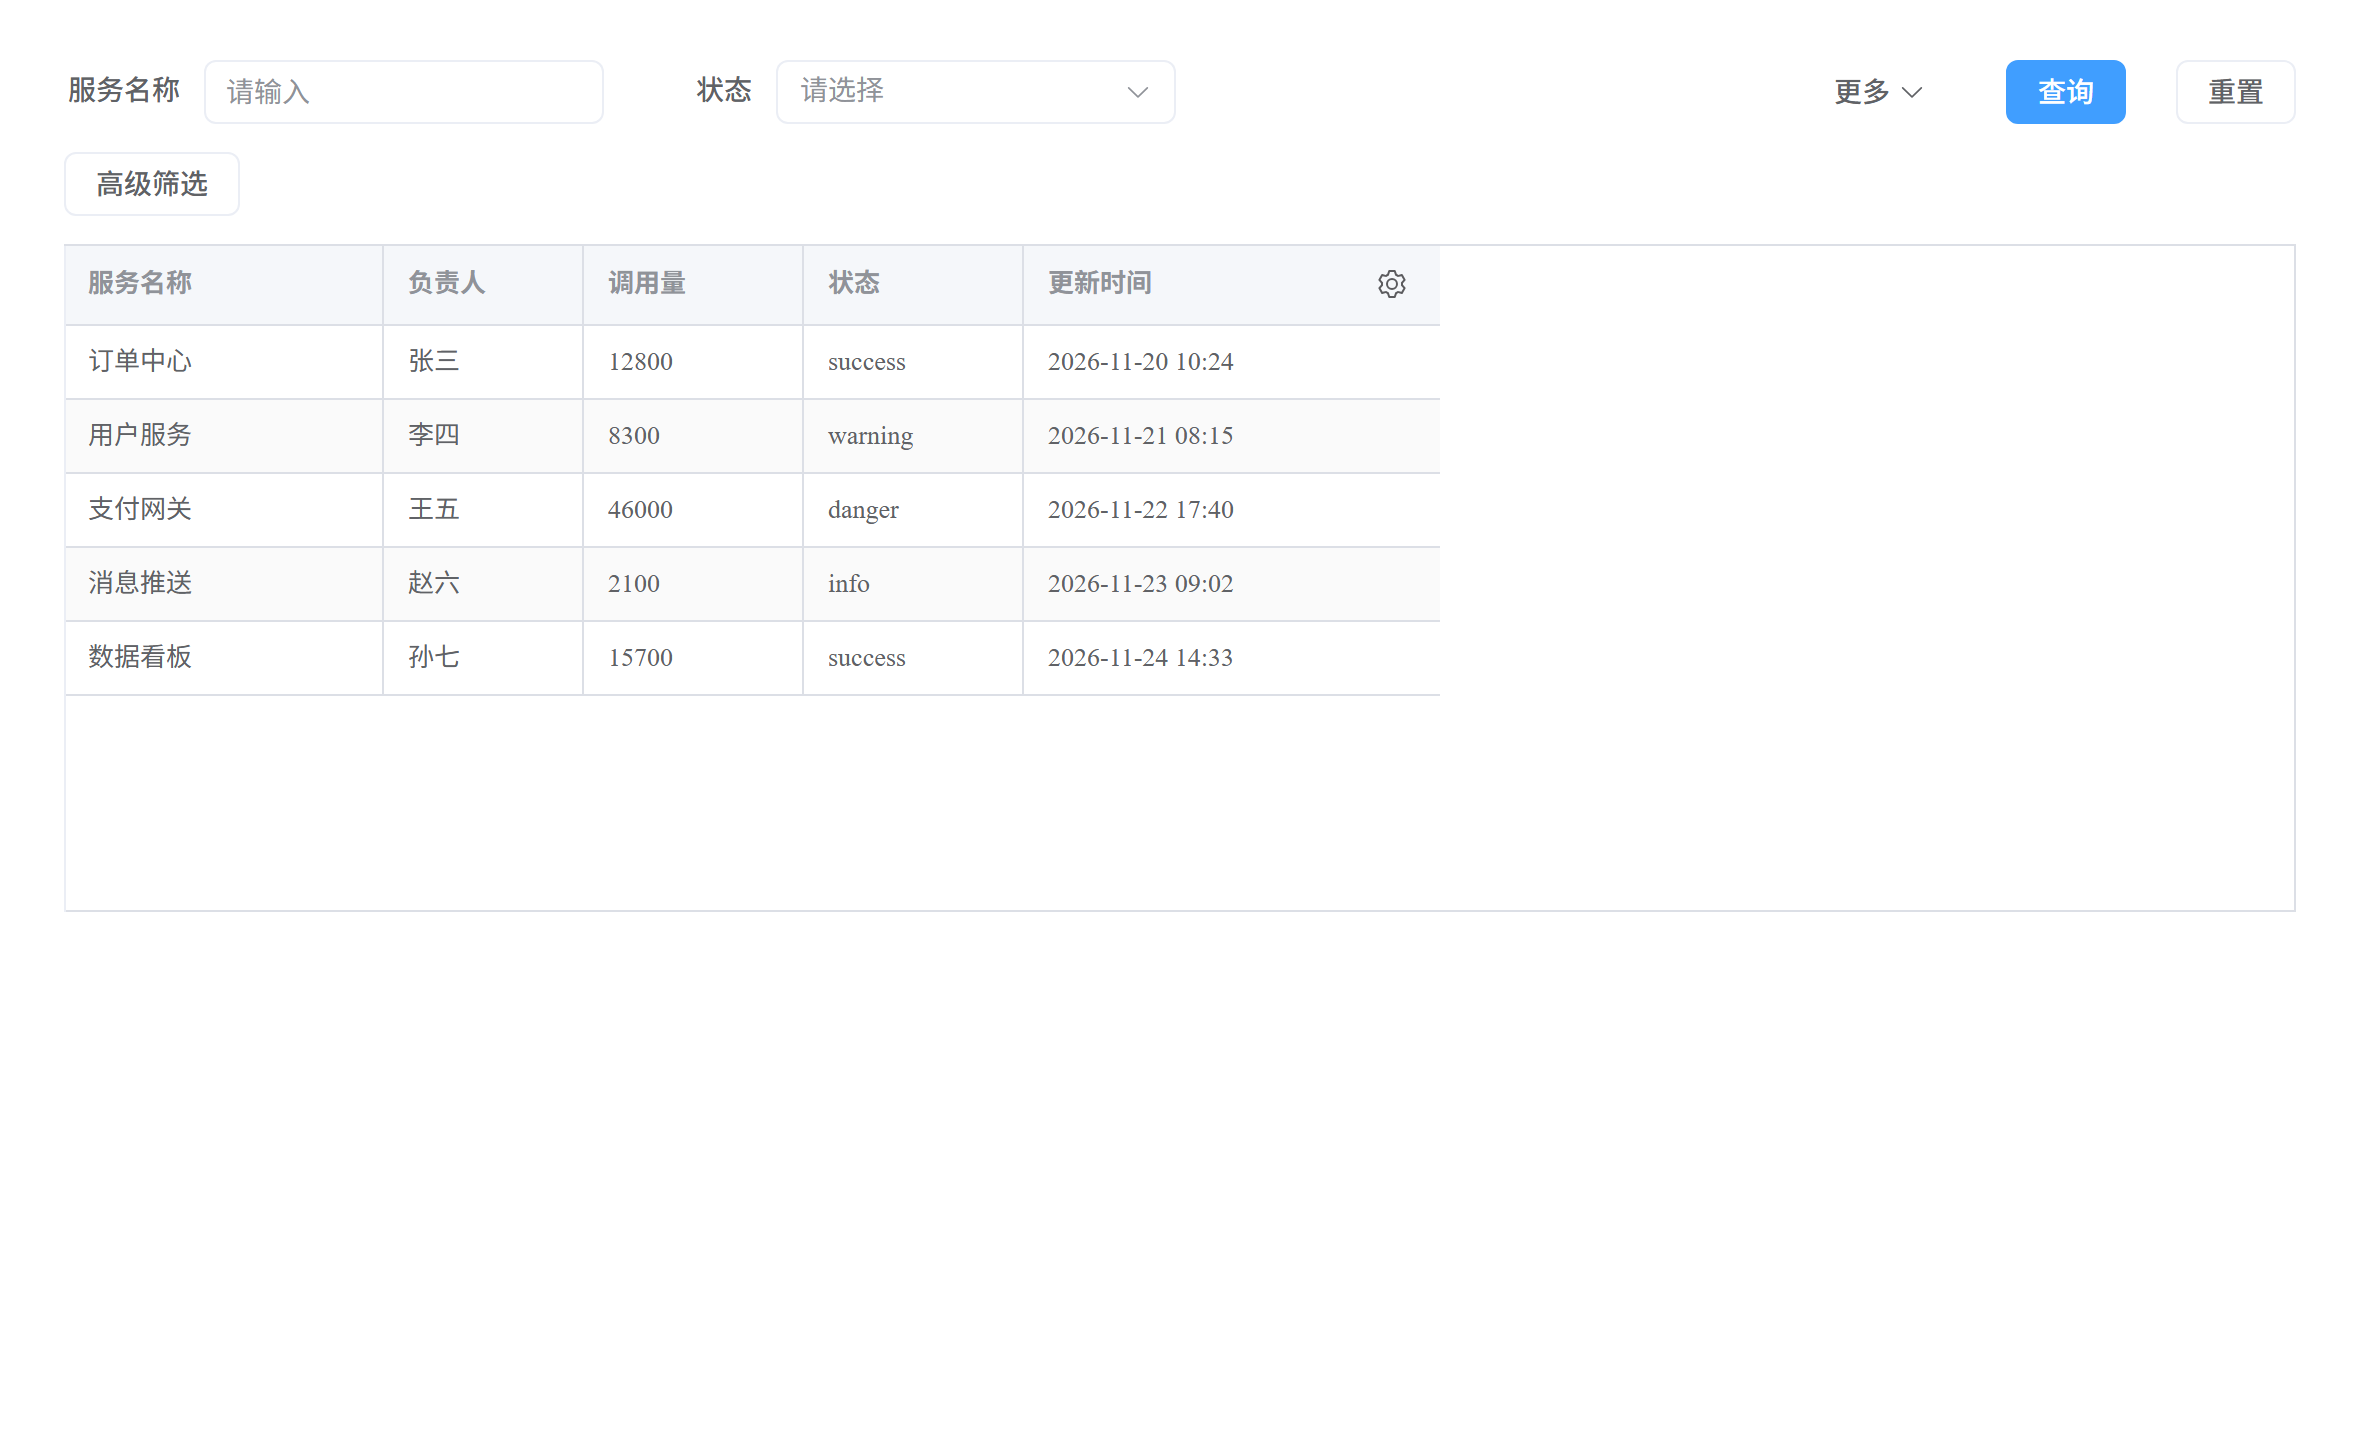 服务名称 请输入 状态 请选择 更多 查询 重置
高级筛选
服务名称 负责人 调用量 状态 更新时间
订单中心 张三 12800 success 2026-11-20 10:24
用户服务 李四 8300 warning 2026-11-21 08:15
支付网关 王五 46000 danger 2026-11-22 17:40
消息推送 赵六 2100 info 2026-11-23 09:02
数据看板 孙七 15700 success 2026-11-24 14:33